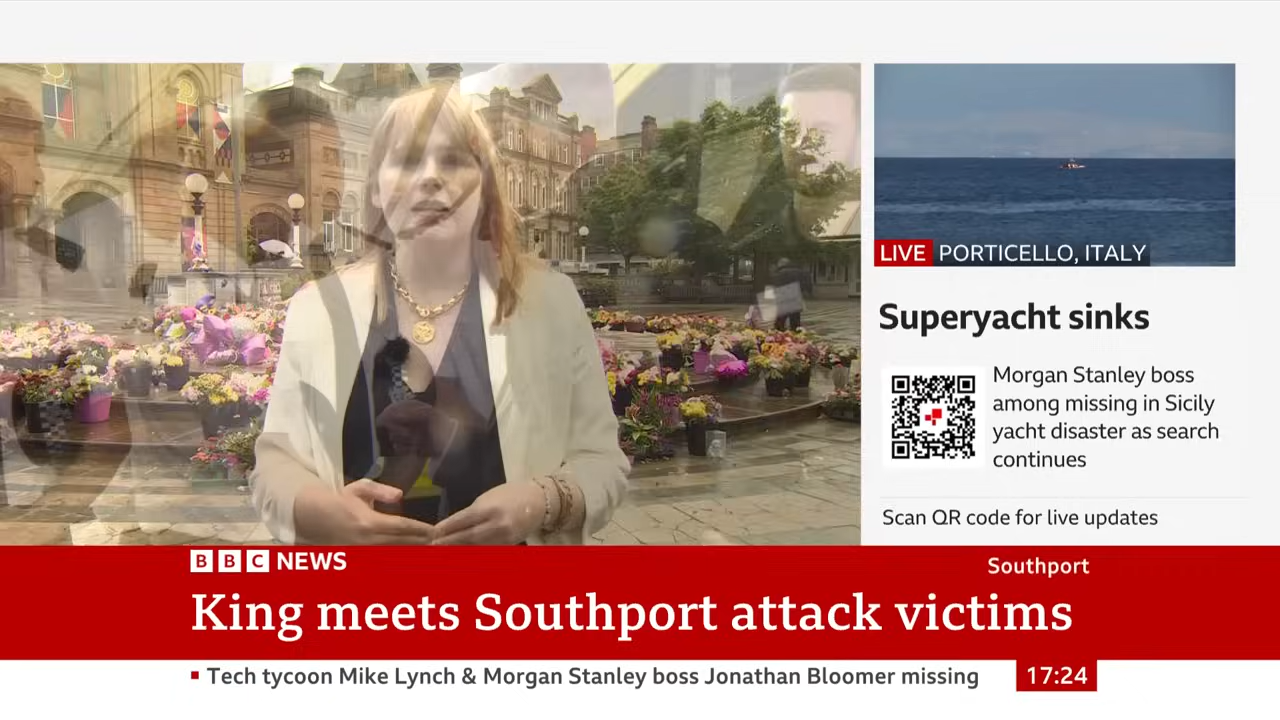 LIVE PORTICELLO, ITALY
Superyacht sinks
Morgan Stanley boss
among missing in Sicily
yacht disaster as search
continues
Scan QR code for live updates
BBC NEWS
Southport
King meets Southport attack victims
Tech tycoon Mike Lynch & Morgan Stanley boss Jonathan Bloomer missing
17:24